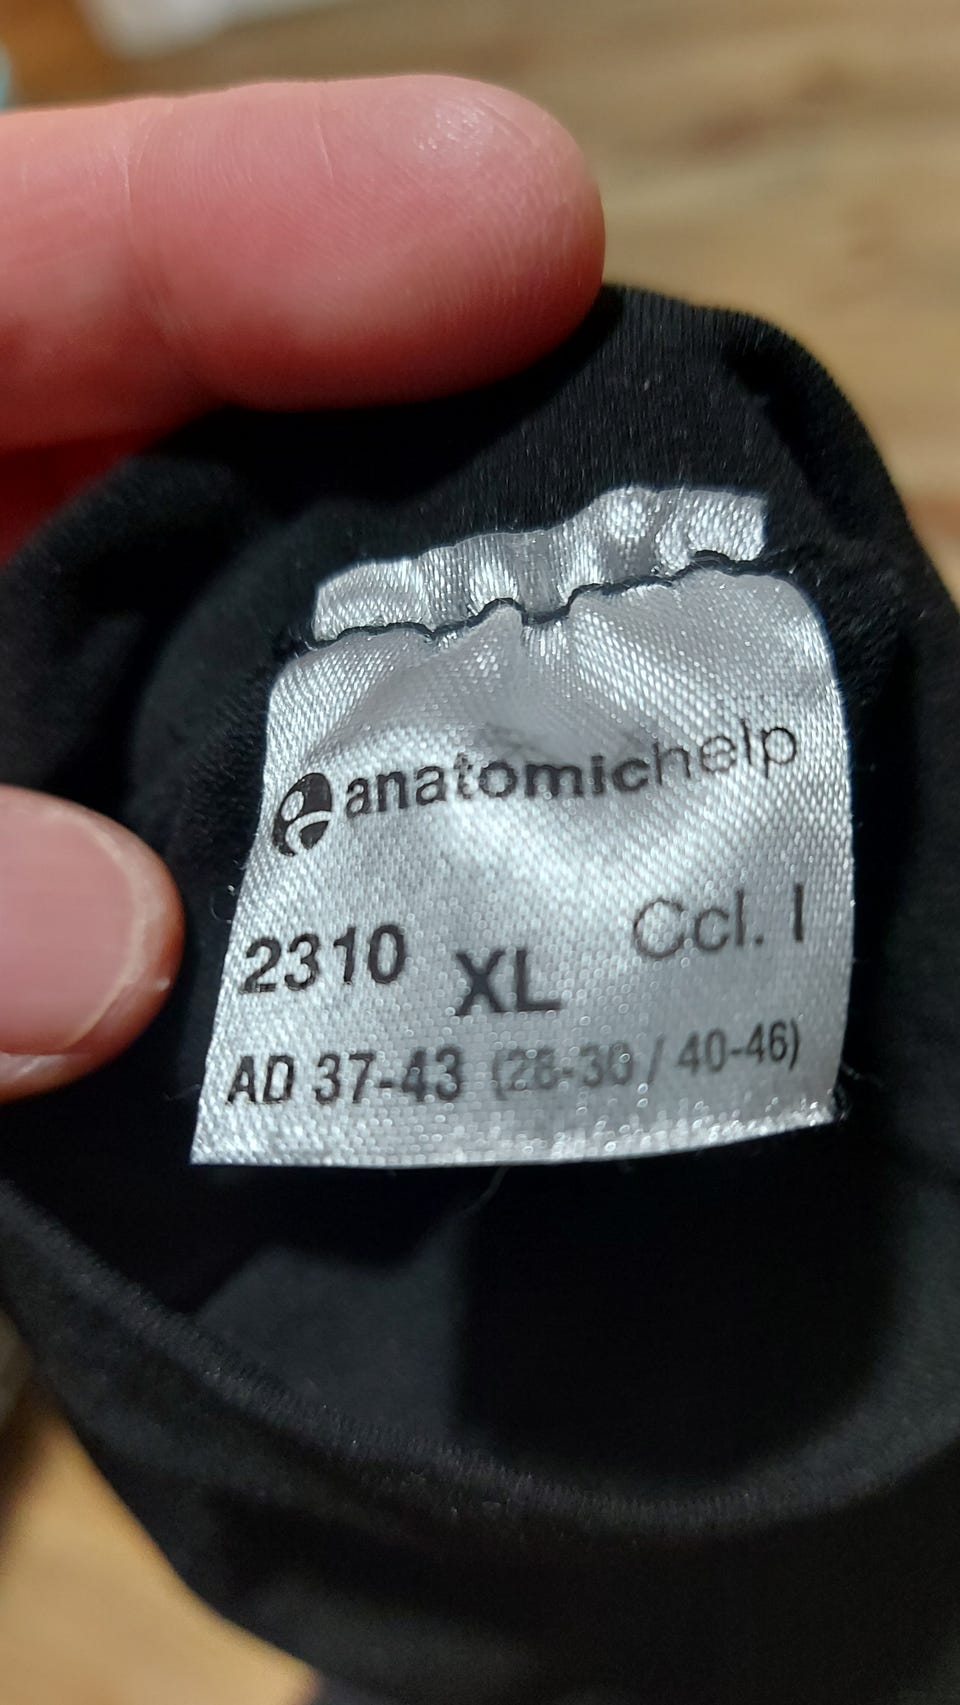 anatomichelp
2310 XL Ccl. I
AD 37-43 (28-30 / 40-46)